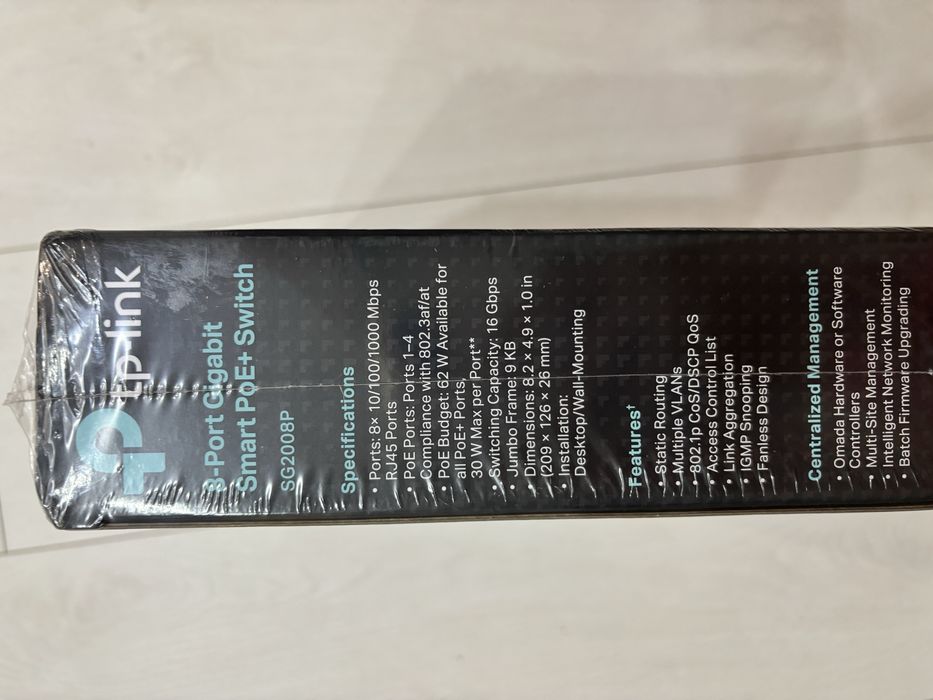 tp-link
8-Port Gigabit
Smart PoE+ Switch
SG2008P
Specifications
• Ports: 8× 10/100/1000 Mbps
RJ45 Ports
• PoE Ports: Ports 1–4
Compliance with 802.3af/at
• PoE Budget: 62 W Available for
all PoE+ Ports,
30 W Max per Port**
• Switching Capacity: 16 Gbps
• Jumbo Frame: 9 KB
• Dimensions: 8.2 × 4.9 × 1.0 in
(209 × 126 × 26 mm)
• Installation:
Desktop/Wall-Mounting
Features†
• Static Routing
• Multiple VLANs
• 802.1p CoS/DSCP QoS
• Access Control List
• Link Aggregation
• IGMP Snooping
• Fanless Design
Centralized Management
• Omada Hardware or Software
Controllers
• Multi-Site Management
• Intelligent Network Monitoring
• Batch Firmware Upgrading